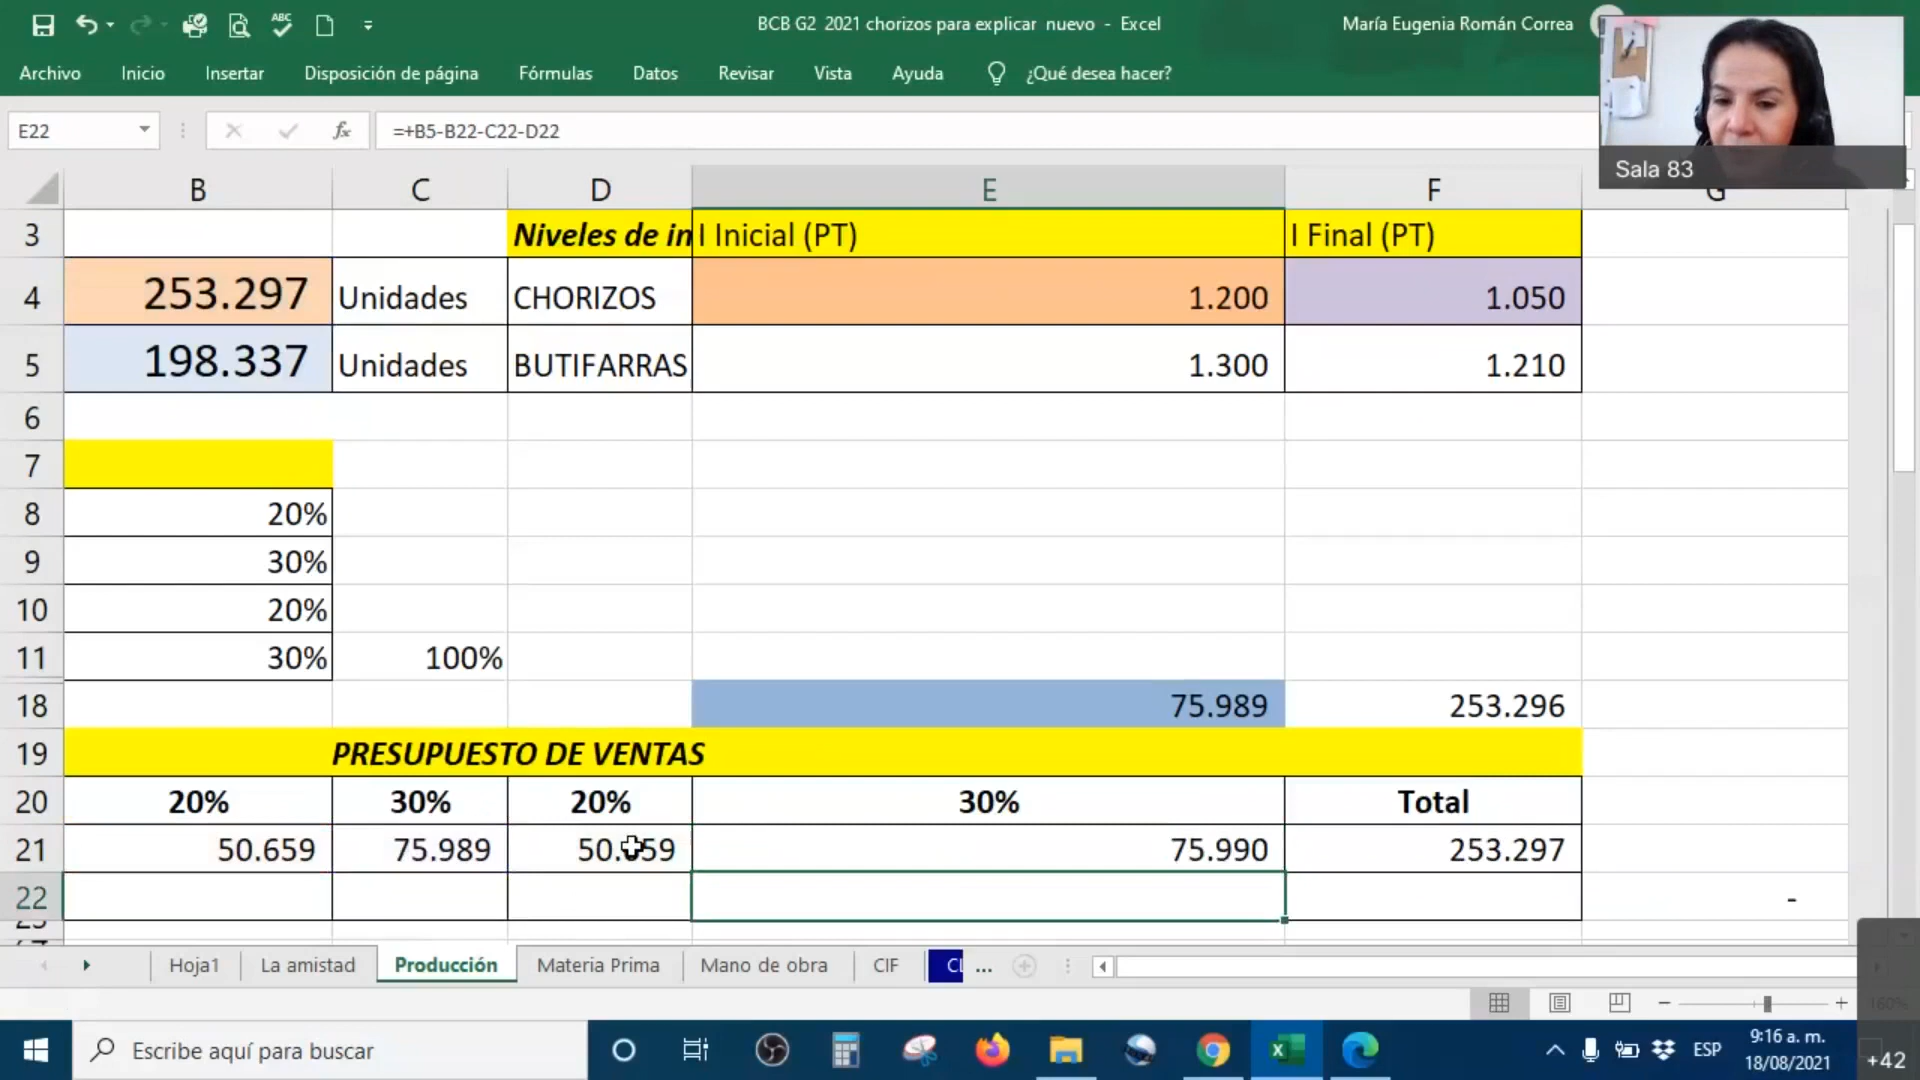 BCB G2 2021 chorizos para explicar nuevo - Excel
María Eugenia Román Correa
Archivo Inicio Insertar Disposición de página Fórmulas Datos Revisar Vista Ayuda ¿Qué desea hacer?
E22 fx =+B5-B22-C22-D22
Sala 83
B C D E F G
3 Niveles de in I Inicial (PT) I Final (PT)
4 253.297 Unidades CHORIZOS 1.200 1.050
5 198.337 Unidades BUTIFARRAS 1.300 1.210
6
7
8 20%
9 30%
10 20%
11 30% 100%
18 75.989 253.296
19 PRESUPUESTO DE VENTAS
20 20% 30% 20% 30% Total
21 50.659 75.989 50.659 75.990 253.297
22 -
Hoja1 La amistad Producción Materia Prima Mano de obra CIF ...
160%
Escribe aquí para buscar
ESP
9:16 a. m.
18/08/2021
+42